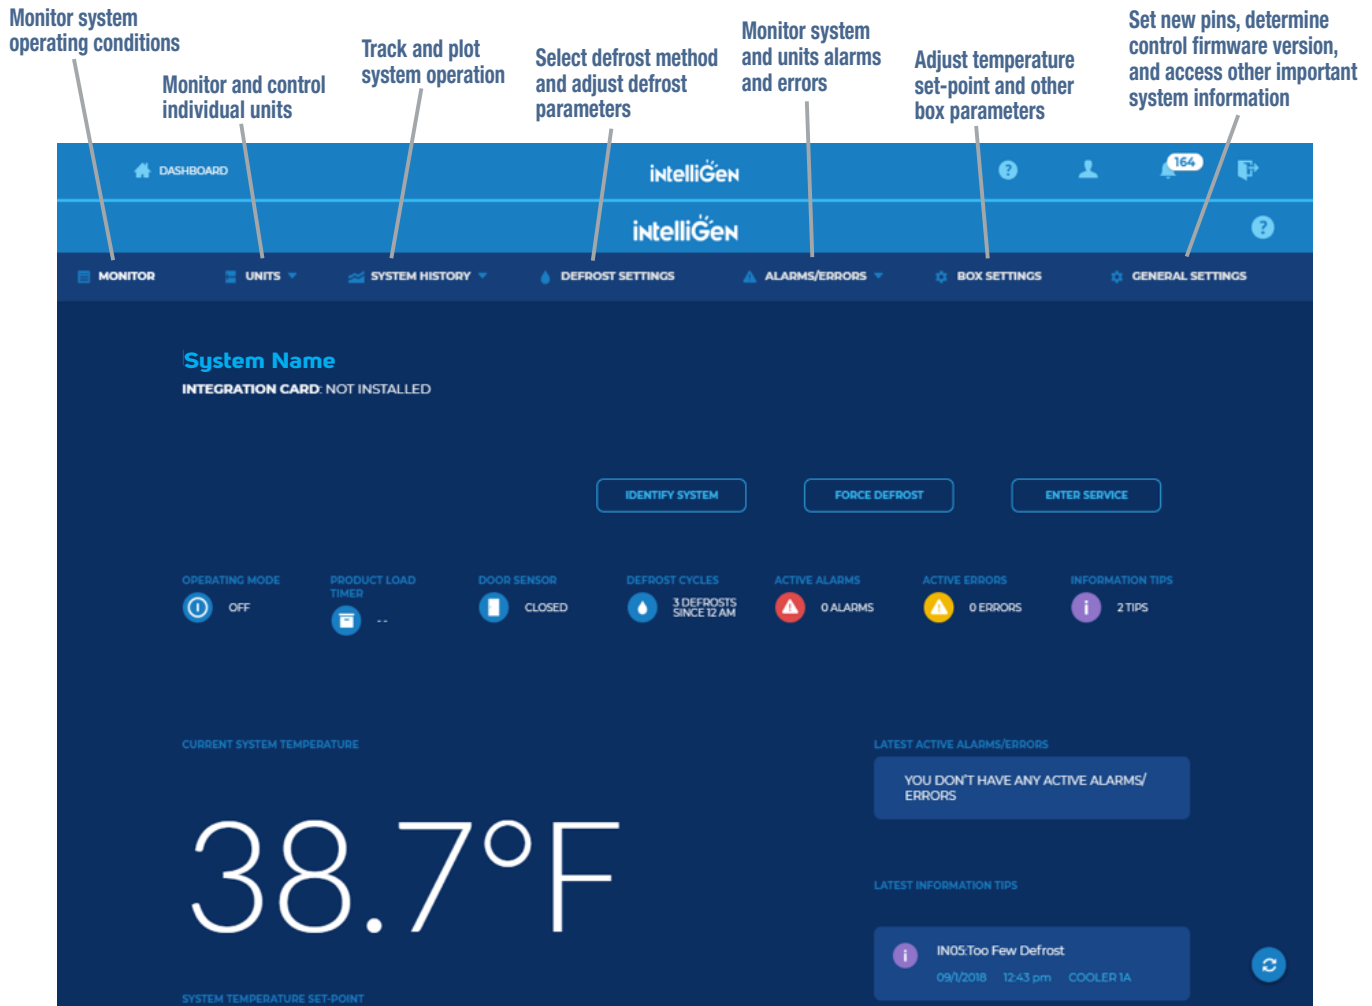 Monitor system
operating conditions
Monitor and control
individual units
Track and plot
system operation
Select defrost method
and adjust defrost
parameters
Monitor system
and units alarms
and errors
Adjust temperature
set-point and other
box parameters
Set new pins, determine
control firmware version,
and access other important
system information
DASHBOARD
intelliGen
?
164
intelliGen
?
MONITOR
UNITS
SYSTEM HISTORY
DEFROST SETTINGS
ALARMS/ERRORS
BOX SETTINGS
GENERAL SETTINGS
System Name
INTEGRATION CARD: NOT INSTALLED
IDENTIFY SYSTEM
FORCE DEFROST
ENTER SERVICE
OPERATING MODE
OFF
PRODUCT LOAD
TIMER
--
DOOR SENSOR
CLOSED
DEFROST CYCLES
3 DEFROSTS
SINCE 12 AM
ACTIVE ALARMS
0 ALARMS
ACTIVE ERRORS
0 ERRORS
INFORMATION TIPS
i
2 TIPS
CURRENT SYSTEM TEMPERATURE
38.7°F
SYSTEM TEMPERATURE SET-POINT
LATEST ACTIVE ALARMS/ERRORS
YOU DON'T HAVE ANY ACTIVE ALARMS/
ERRORS
LATEST INFORMATION TIPS
i
IN05:Too Few Defrost
09/1/2018 12:43 pm COOLER 1A